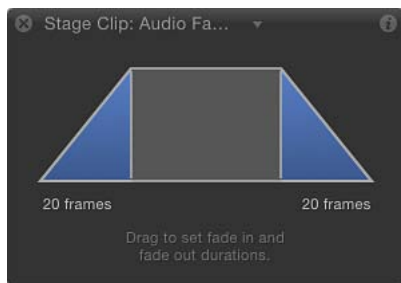 Stage Clip: Audio Fa...
20 frames 20 frames
Drag to set fade in and
fade out durations.